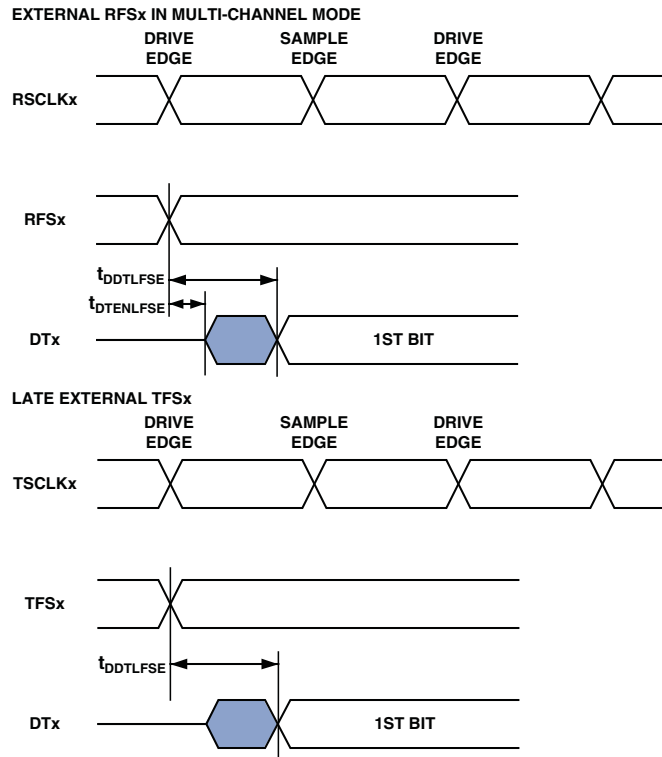 EXTERNAL RFSx IN MULTI-CHANNEL MODE
DRIVE EDGE
SAMPLE EDGE
DRIVE EDGE
RSCLKx
RFSx
tDDTLFSE
tDTENLFSE
DTx
1ST BIT
LATE EXTERNAL TFSx
DRIVE EDGE
SAMPLE EDGE
DRIVE EDGE
TSCLKx
TFSx
tDDTLFSE
DTx
1ST BIT